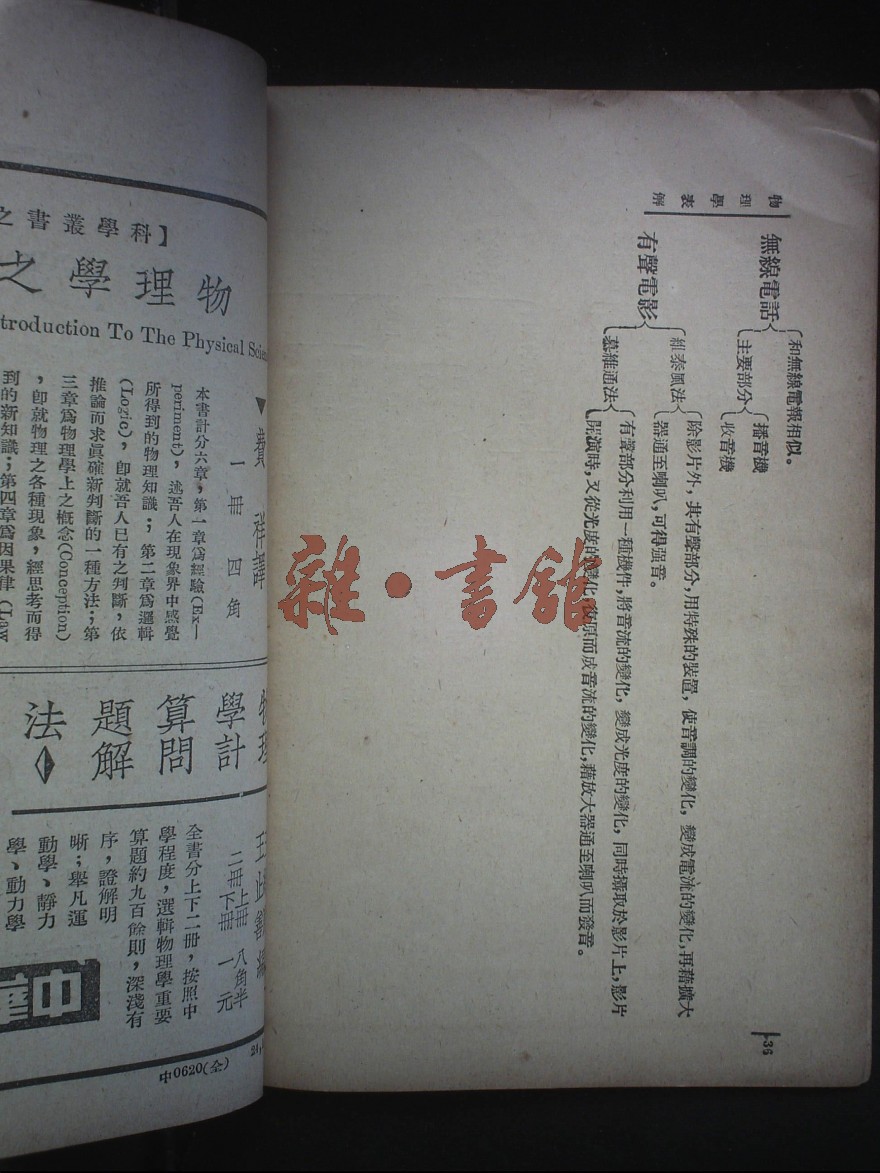 物理學表解
無線電話
和無線電報相似。
主要部分
播音機
收音機
有聲電影
維泰風法
除影片外，其有聲部分，用特殊的裝置，使音調的變化，變成電流的變化，再藉擴大
器通至喇叭，可得强音。
慕維通法
有聲部分利用一種機件，將音流的變化，變成光度的變化，同時攝取於影片上，影片
開演時，又從光度的變化，復原而成音流的變化，藉放大器通至喇叭而發音。
36
雜·書館
科學叢書之
物理學之
troduction To The Physical Scien
費祥譯
一冊 四角
本書計分六章，第一章爲經驗(Ex—
periment)，述吾人在現象界中感覺
所得到的物理知識；第二章爲邏輯
(Logic)，卽就吾人已有之判斷，依
推論而求眞確新判斷的一種方法；第
三章爲物理學上之槪念(Conception)
，卽就物理之各種現象，經思考而得
到的新知識；第四章爲因果律(Law
物理學計算問題解法
上冊 八角半
二冊下冊 一元
全書分上下二冊，按照中
學程度，選輯物理學重要
算題約九百餘則，深淺有
序，證解明
晰；舉凡運
動學、靜力
學、動力學
中華
中0620(全)